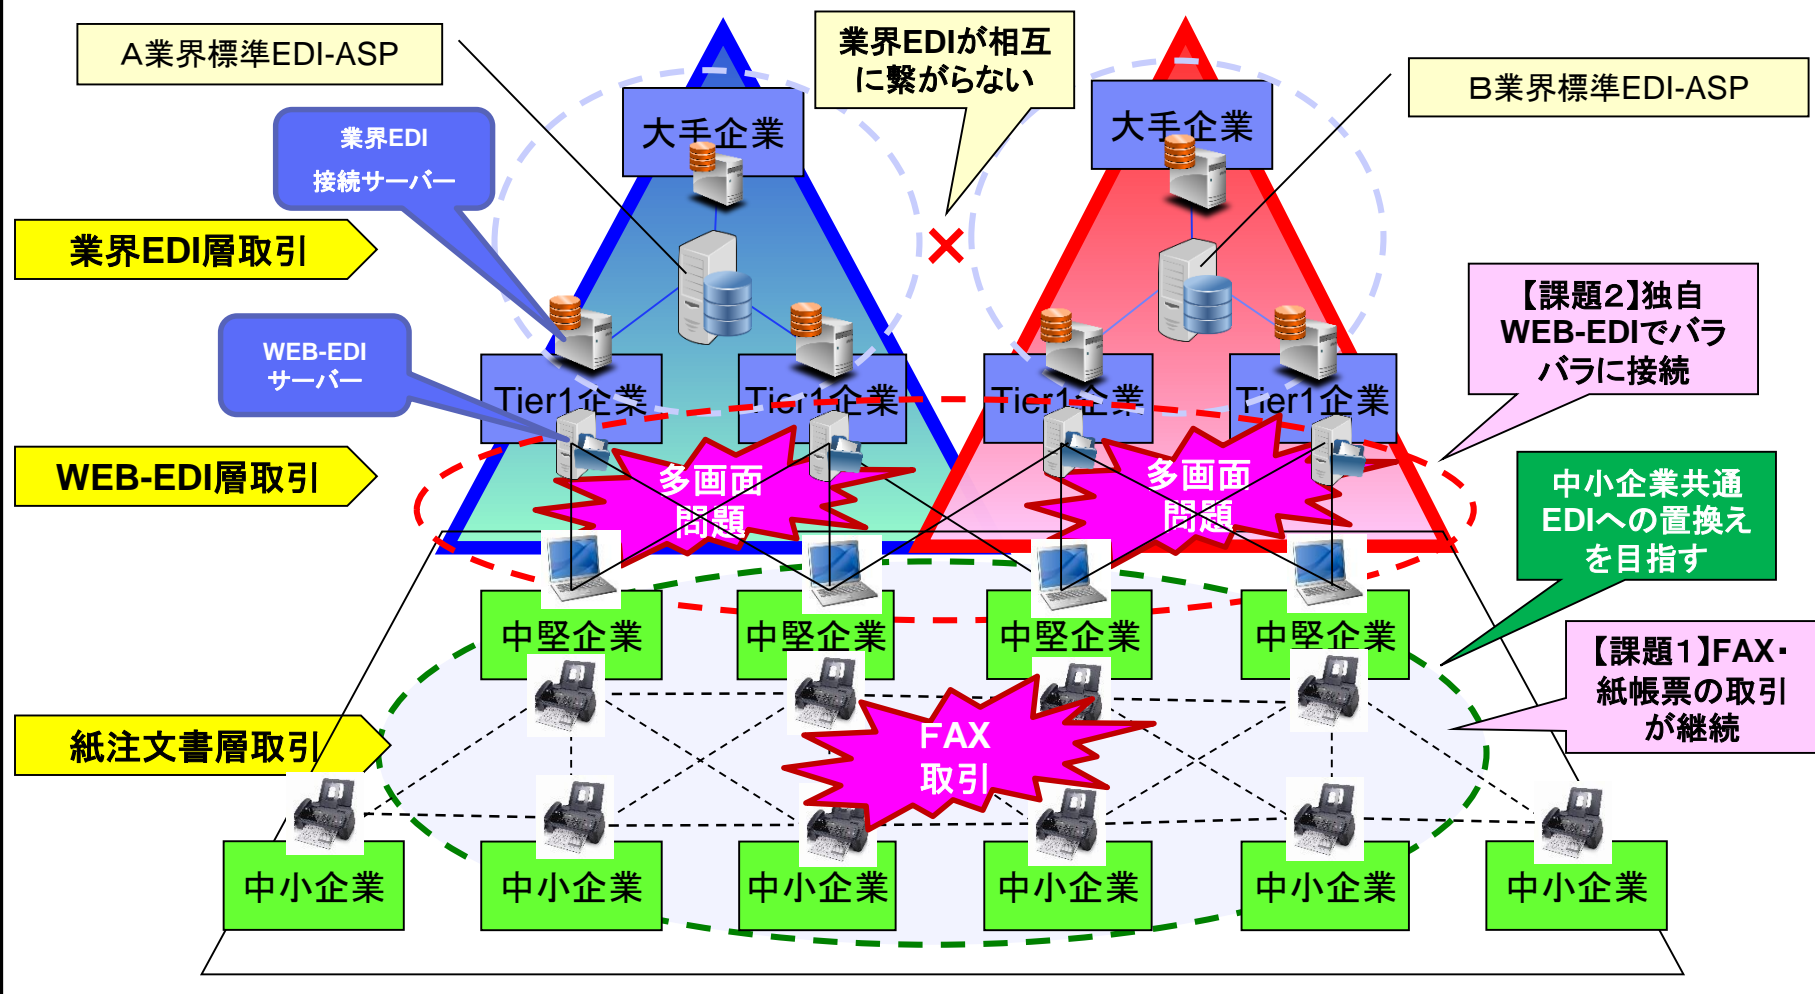 A業界標準EDI-ASP
業界EDIが相互
に繋がらない
B業界標準EDI-ASP
大手企業
大手企業
業界EDI
接続サーバー
業界EDI層取引
【課題2】独自
WEB-EDIでバラ
バラに接続
WEB-EDI
サーバー
Tier1企業
Tier1企業
Tier1企業
Tier1企業
WEB-EDI層取引
多画面
問題
多画面
問題
中小企業共通
EDIへの置換え
を目指す
中堅企業
中堅企業
中堅企業
中堅企業
【課題1】FAX・
紙帳票の取引
が継続
紙注文書層取引
FAX
取引
中小企業
中小企業
中小企業
中小企業
中小企業
中小企業